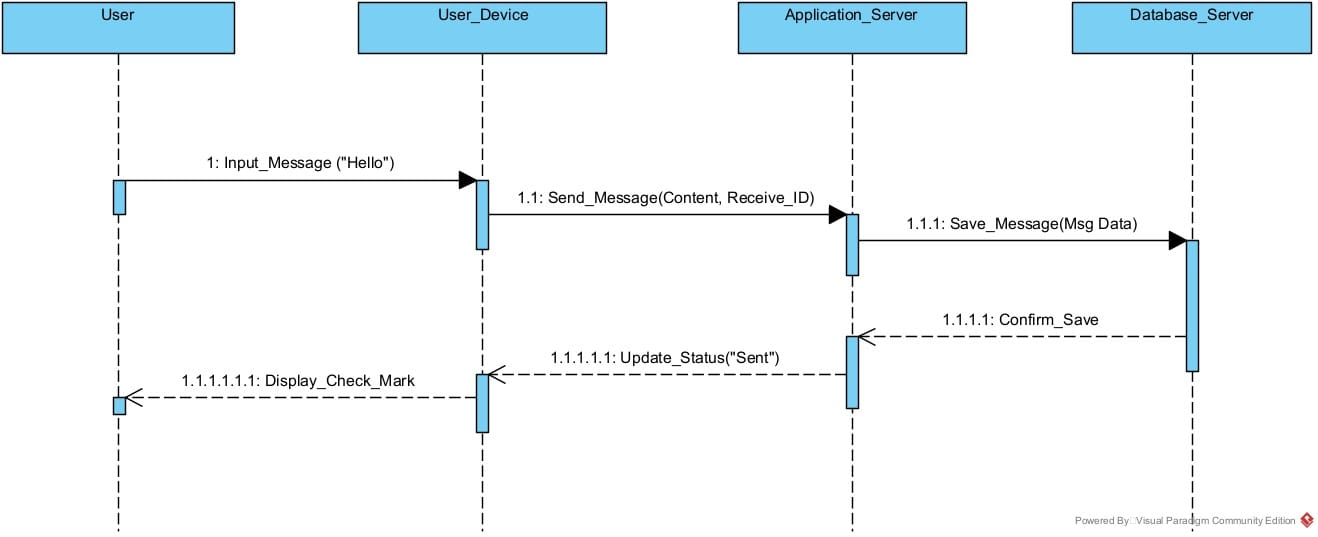 User
User_Device
Application_Server
Database_Server
1: Input_Message ("Hello")
1.1: Send_Message(Content, Receive_ID)
1.1.1: Save_Message(Msg Data)
1.1.1.1: Confirm_Save
1.1.1.1.1: Update_Status("Sent")
1.1.1.1.1.1: Display_Check_Mark
Powered By Visual Paradigm Community Edition